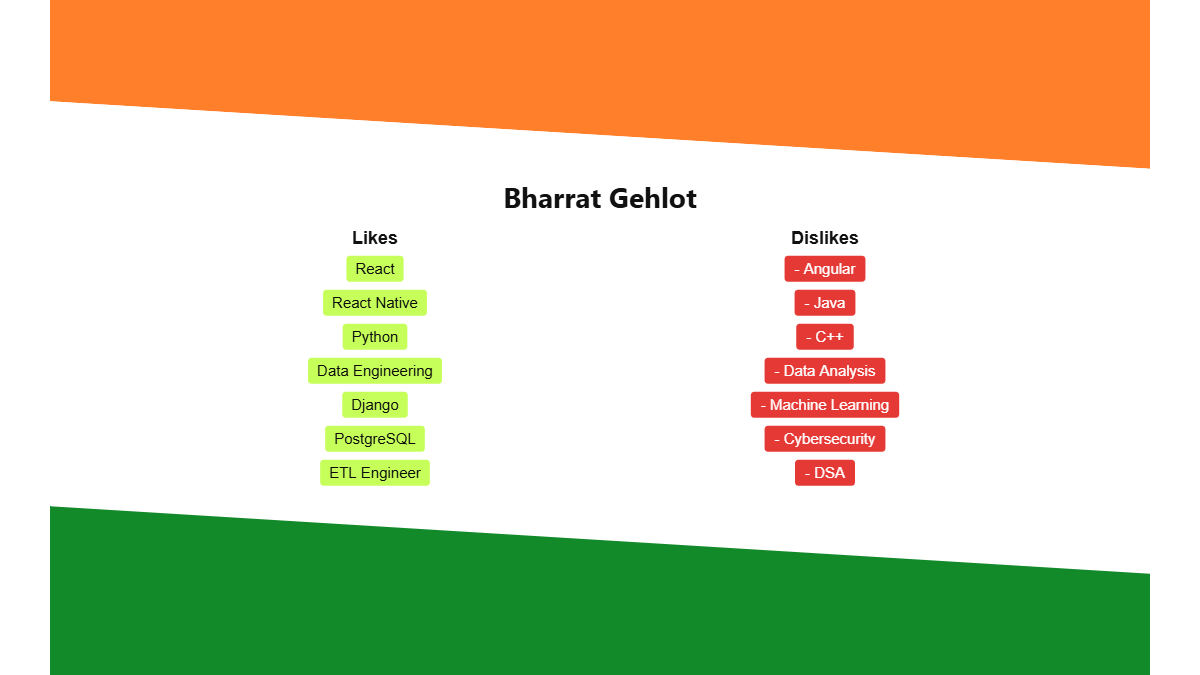 Bharrat Gehlot
Likes
React
React Native
Python
Data Engineering
Django
PostgreSQL
ETL Engineer
Dislikes
- Angular
- Java
- C++
- Data Analysis
- Machine Learning
- Cybersecurity
- DSA